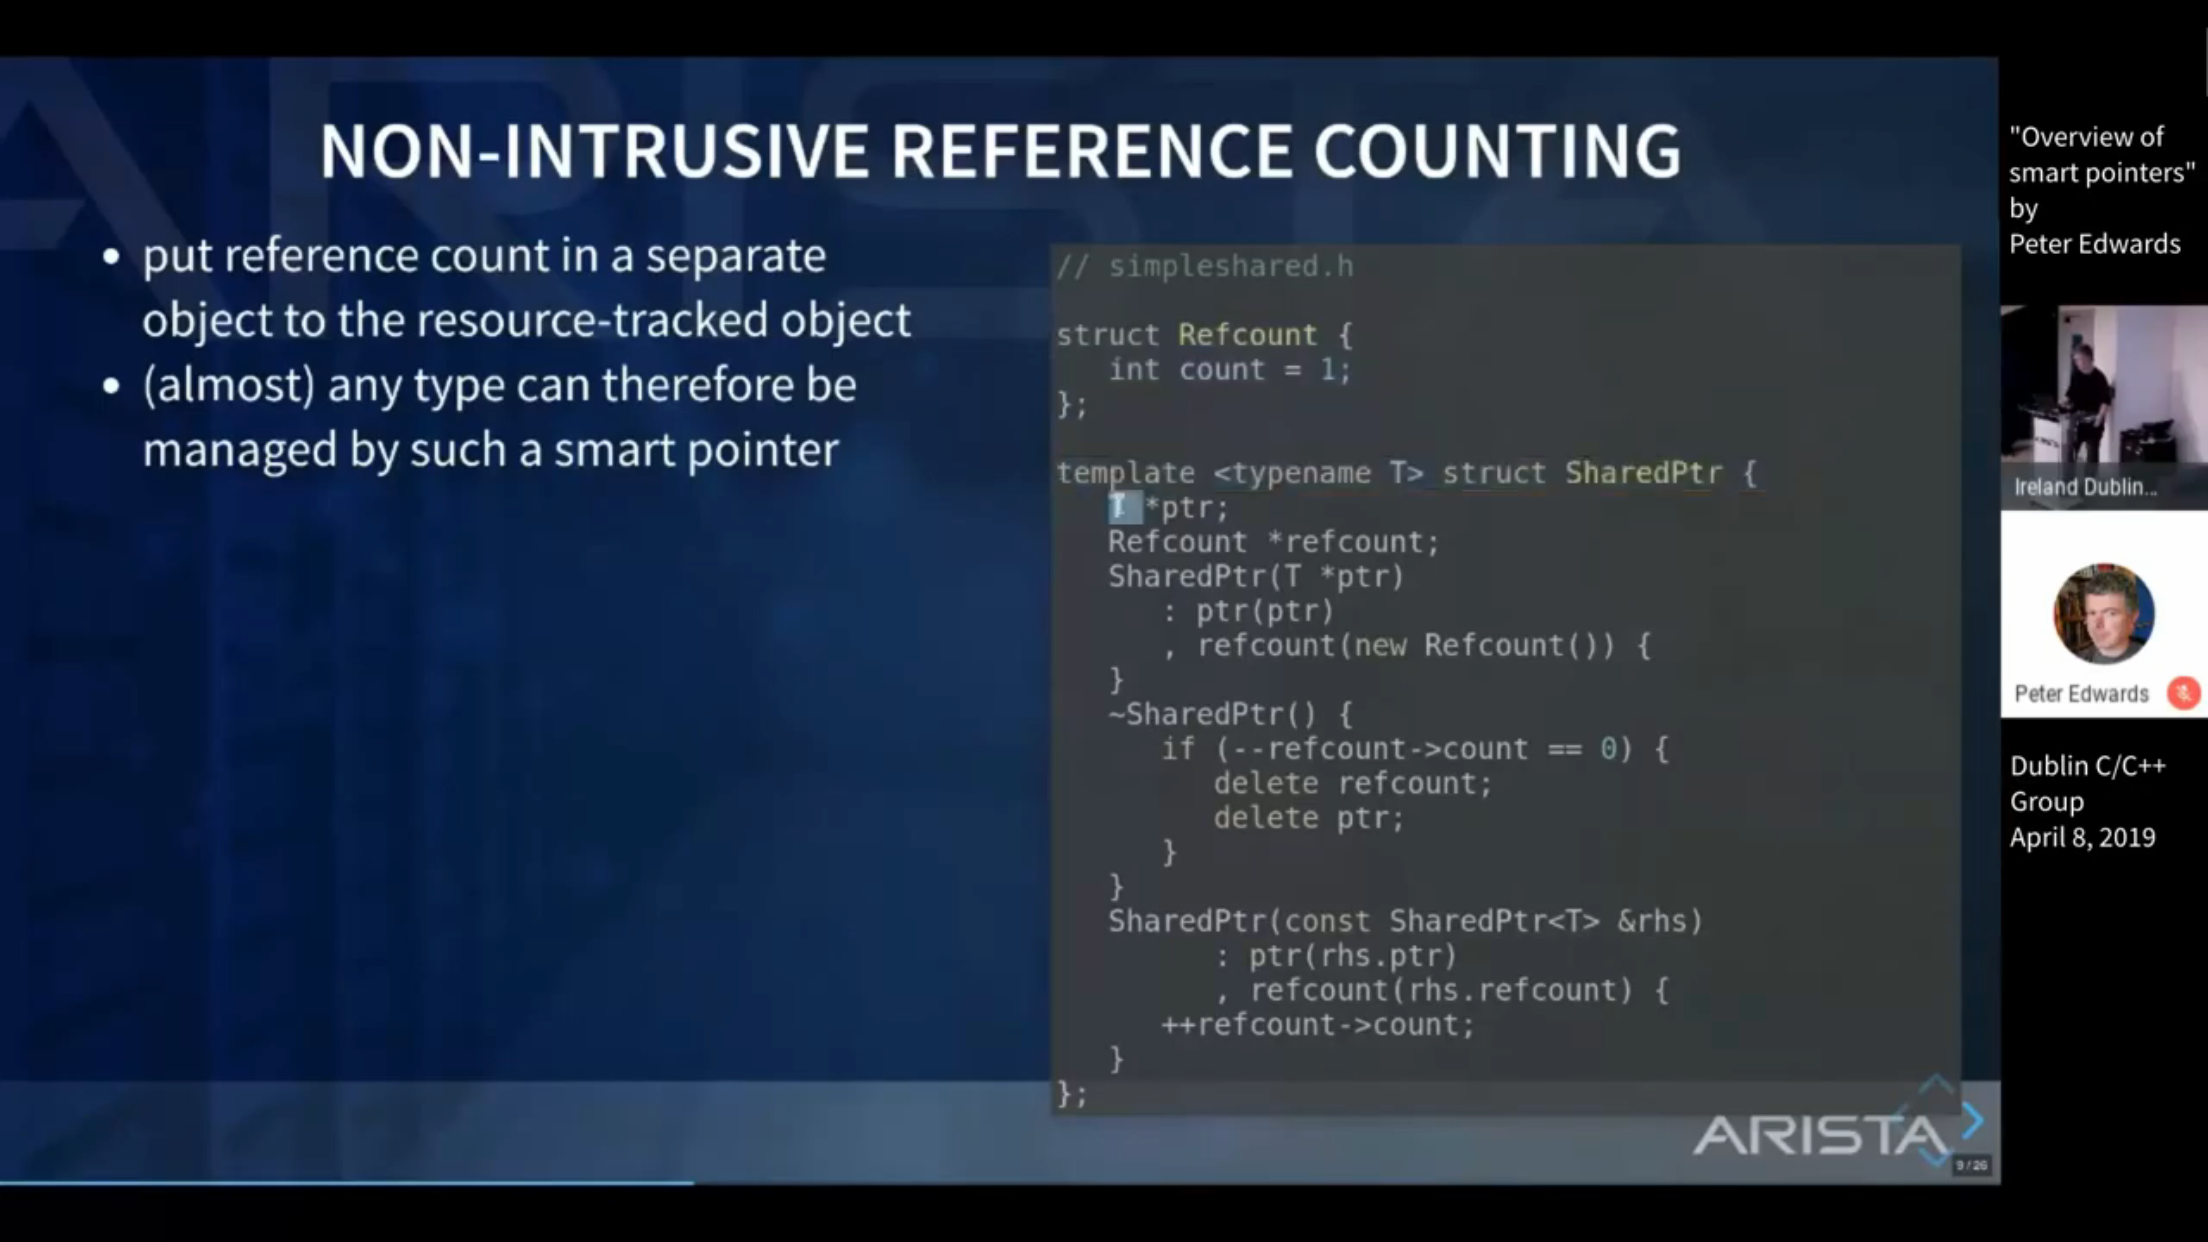 NON-INTRUSIVE REFERENCE COUNTING
• put reference count in a separate
object to the resource-tracked object
• (almost) any type can therefore be
managed by such a smart pointer
// simpleshared.h
struct Refcount {
int count = 1;
};
template <typename T> struct SharedPtr {
T *ptr;
Refcount *refcount;
SharedPtr(T *ptr)
: ptr(ptr)
, refcount(new Refcount()) {
}
~SharedPtr() {
if (--refcount->count == 0) {
delete refcount;
delete ptr;
}
}
SharedPtr(const SharedPtr<T> &rhs)
: ptr(rhs.ptr)
, refcount(rhs.refcount) {
++refcount->count;
}
};
ARISTA
9 / 26
"Overview of
smart pointers"
by
Peter Edwards
Ireland Dublin...
Peter Edwards
Dublin C/C++
Group
April 8, 2019